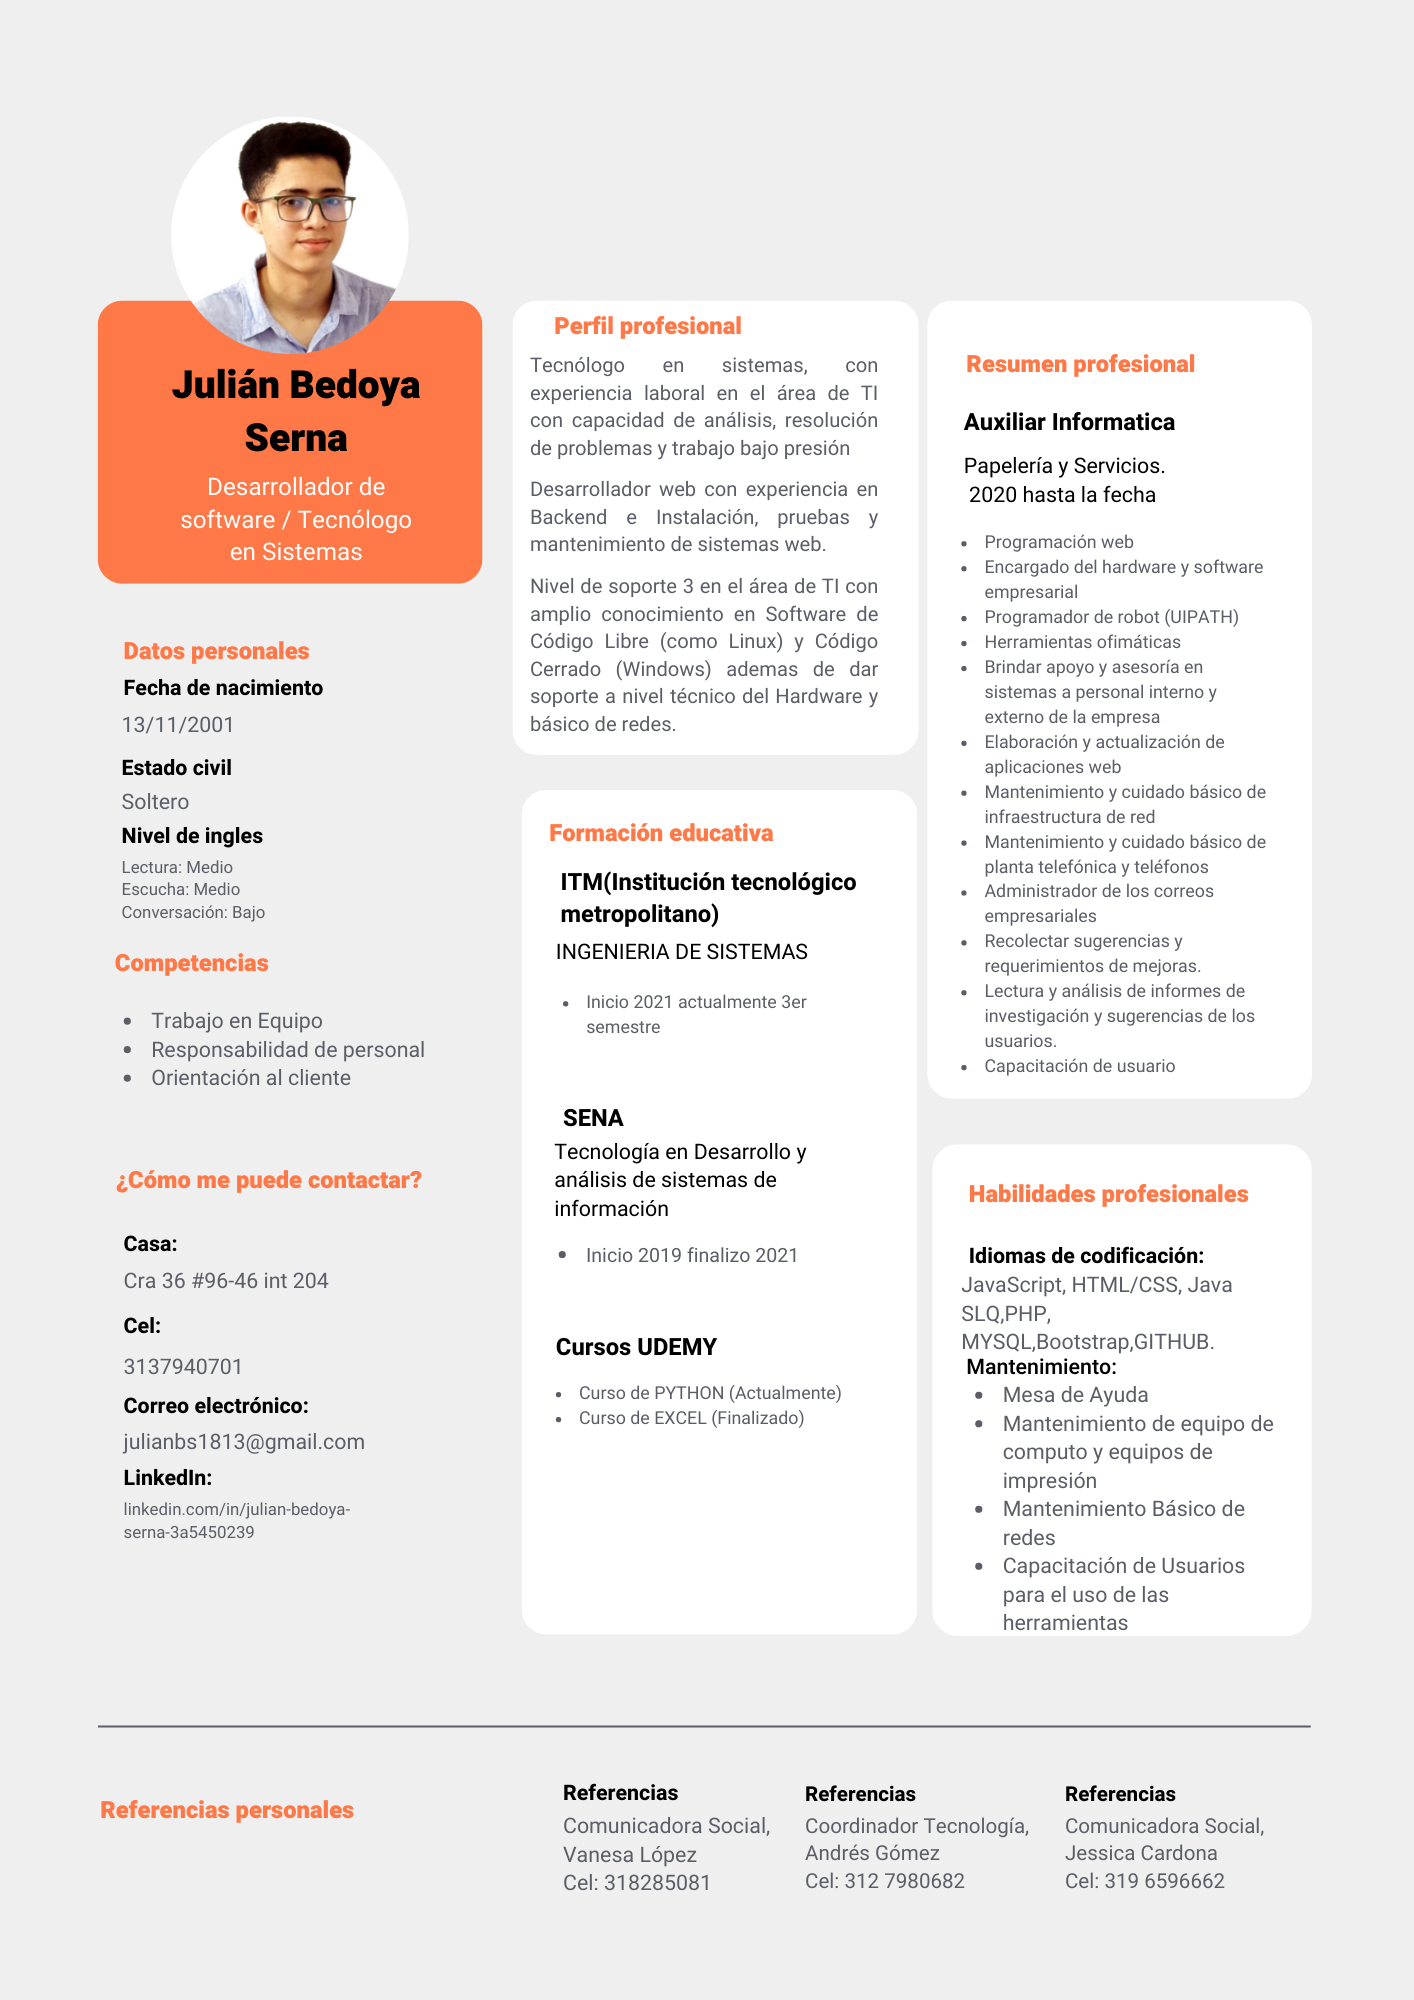 Julián Bedoya
Serna
Desarrollador de
software / Tecnólogo
en Sistemas
Datos personales
Fecha de nacimiento
13/11/2001
Estado civil
Soltero
Nivel de ingles
Lectura: Medio
Escucha: Medio
Conversación: Bajo
Competencias
• Trabajo en Equipo
• Responsabilidad de personal
• Orientación al cliente
¿Cómo me puede contactar?
Casa:
Cra 36 #96-46 int 204
Cel:
3137940701
Correo electrónico:
julianbs1813@gmail.com
LinkedIn:
linkedin.com/in/julian-bedoya-
serna-3a5450239
Perfil profesional
Tecnólogo en sistemas, con
experiencia laboral en el área de TI
con capacidad de análisis, resolución
de problemas y trabajo bajo presión
Desarrollador web con experiencia en
Backend e Instalación, pruebas y
mantenimiento de sistemas web.
Nivel de soporte 3 en el área de TI con
amplio conocimiento en Software de
Código Libre (como Linux) y Código
Cerrado (Windows) ademas de dar
soporte a nivel técnico del Hardware y
básico de redes.
Formación educativa
ITM(Institución tecnológico
metropolitano)
INGENIERIA DE SISTEMAS
• Inicio 2021 actualmente 3er
semestre
SENA
Tecnología en Desarrollo y
análisis de sistemas de
información
• Inicio 2019 finalizo 2021
Cursos UDEMY
• Curso de PYTHON (Actualmente)
• Curso de EXCEL (Finalizado)
Resumen profesional
Auxiliar Informatica
Papelería y Servicios.
2020 hasta la fecha
• Programación web
• Encargado del hardware y software
empresarial
• Programador de robot (UIPATH)
• Herramientas ofimáticas
• Brindar apoyo y asesoría en
sistemas a personal interno y
externo de la empresa
• Elaboración y actualización de
aplicaciones web
• Mantenimiento y cuidado básico de
infraestructura de red
• Mantenimiento y cuidado básico de
planta telefónica y teléfonos
• Administrador de los correos
empresariales
• Recolectar sugerencias y
requerimientos de mejoras.
• Lectura y análisis de informes de
investigación y sugerencias de los
usuarios.
• Capacitación de usuario
Habilidades profesionales
Idiomas de codificación:
JavaScript, HTML/CSS, Java
SLQ,PHP,
MYSQL,Bootstrap,GITHUB.
Mantenimiento:
• Mesa de Ayuda
• Mantenimiento de equipo de
computo y equipos de
impresión
• Mantenimiento Básico de
redes
• Capacitación de Usuarios
para el uso de las
herramientas
Referencias personales
Referencias
Comunicadora Social,
Vanesa López
Cel: 318285081
Referencias
Coordinador Tecnología,
Andrés Gómez
Cel: 312 7980682
Referencias
Comunicadora Social,
Jessica Cardona
Cel: 319 6596662